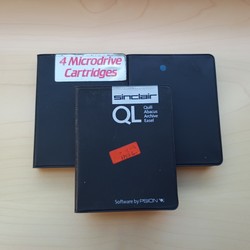 4 Microdrive
Cartridges
sinclair
QL
Quill
Abacus
Archive
Easel
Software by PSION